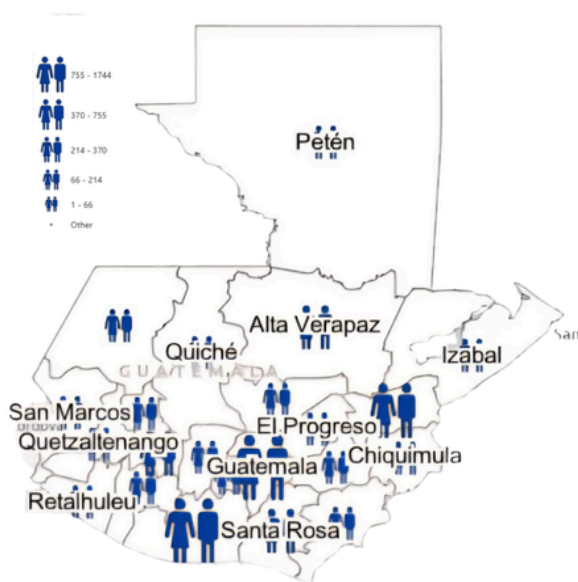 755 - 1744
370 - 755
214 - 370
66 - 214
1 - 66
Other
Petén
Alta Verapaz
Quiché
Izabal
San
GUATEMALA
San Marcos
El Progreso
Quetzaltenango
Chiquimula
Guatemala
Retalhuleu
Santa Rosa